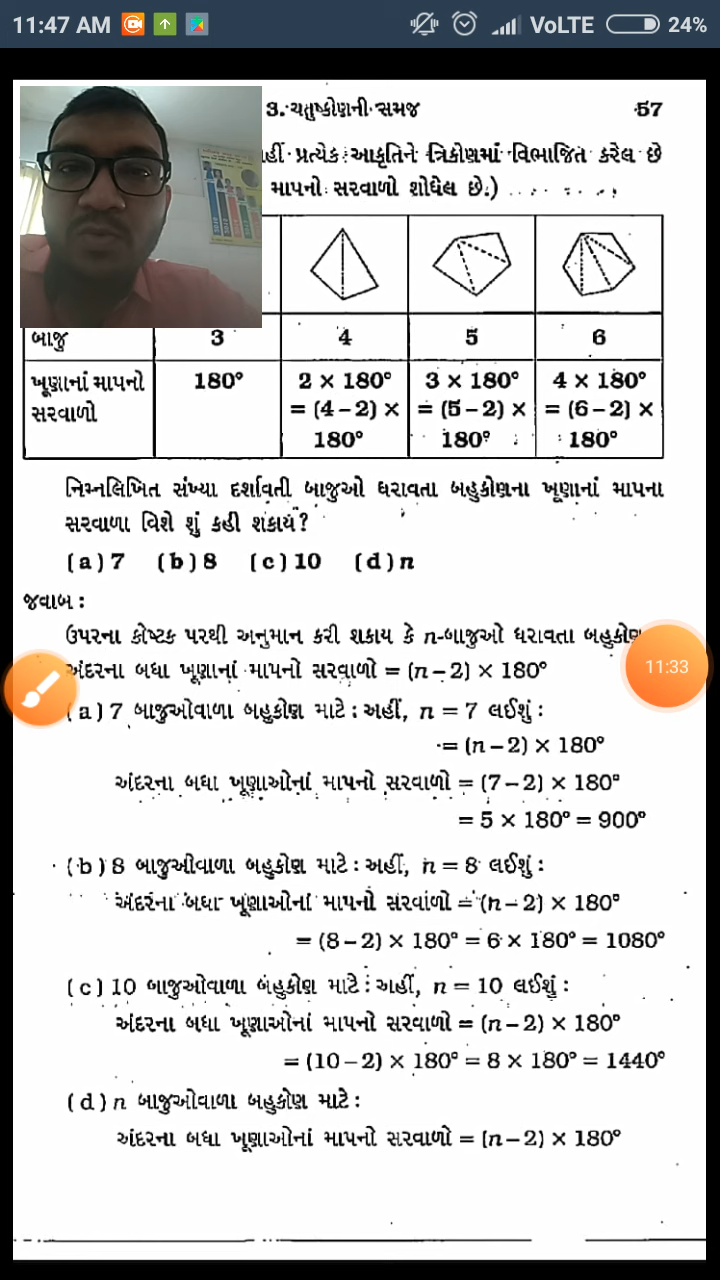 11:47 AM VoLTE 24%
3. ચતુષ્કોણની સમજ 57
પ્રત્યેક આકૃતિને ત્રિકોણમાં વિભાજિત કરેલ છે
માપનો સરવાળો શોધેલ છે.)
બાજુ 3 4 5 6
ખૂણાનાં માપનો 180° 2 × 180° 3 × 180° 4 × 180°
સરવાળો = (4 – 2) × = (5 – 2) × = (6 – 2) ×
180° 180° 180°
નિમ્નલિખિત સંખ્યા દર્શાવતી બાજુઓ ધરાવતા બહુકોણના ખૂણાનાં માપના
સરવાળા વિશે શું કહી શકાય?
(a) 7 (b) 8 (c) 10 (d) n
જવાબ :
ઉપરના કોષ્ટક પરથી અનુમાન કરી શકાય કે n-બાજુઓ ધરાવતા
અંદરના બધા ખૂણાનાં માપનો સરવાળો = (n – 2) × 180°
11:33
(a) 7 બાજુઓવાળા બહુકોણ માટે : અહીં, n = 7 લઈશું :
= (n – 2) × 180°
અંદરના બધા ખૂણાઓનાં માપનો સરવાળો = (7 – 2) × 180°
= 5 × 180° = 900°
(b) 8 બાજુઓવાળા બહુકોણ માટે : અહીં, n = 8 લઈશું :
અંદરના બધા ખૂણાઓનાં માપનો સરવાળો = (n – 2) × 180°
= (8 – 2) × 180° = 6 × 180° = 1080°
(c) 10 બાજુઓવાળા બહુકોણ માટે : અહીં, n = 10 લઈશું :
અંદરના બધા ખૂણાઓનાં માપનો સરવાળો = (n – 2) × 180°
= (10 – 2) × 180° = 8 × 180° = 1440°
(d) n બાજુઓવાળા બહુકોણ માટે :
અંદરના બધા ખૂણાઓનાં માપનો સરવાળો = (n – 2) × 180°